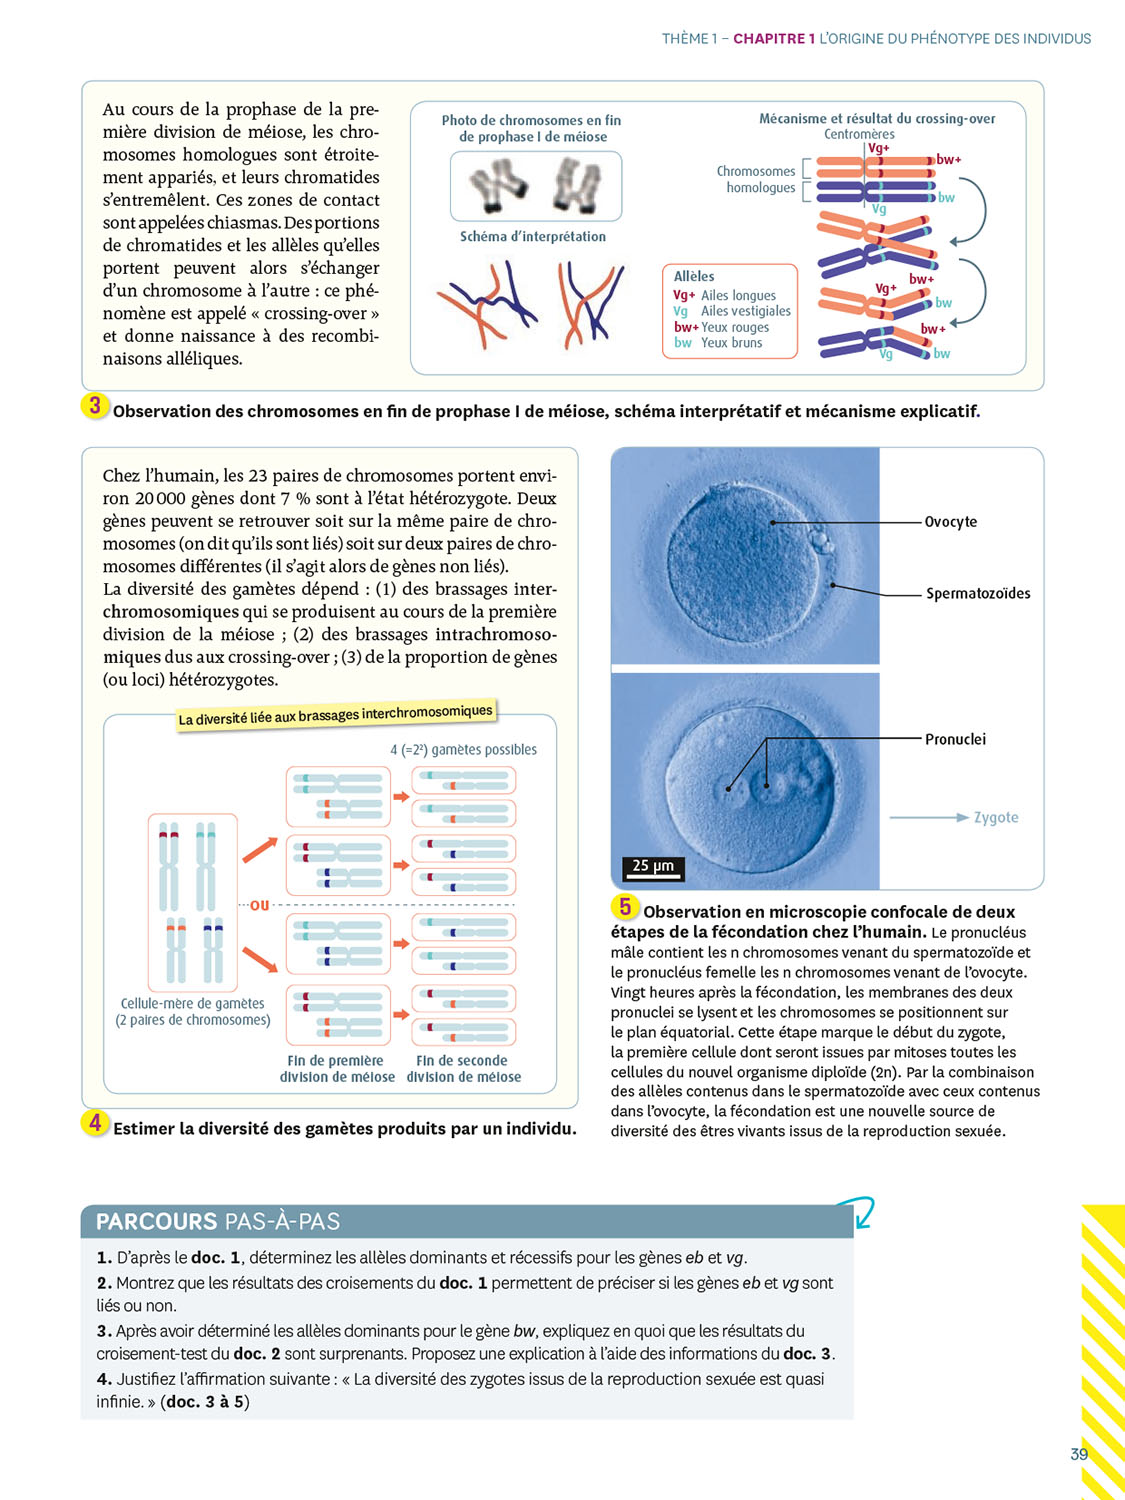 THÈME 1 – CHAPITRE 1 L'ORIGINE DU PHÉNOTYPE DES INDIVIDUS
Au cours de la prophase de la pre-
mière division de méiose, les chro-
mosomes homologues sont étroite-
ment appariés, et leurs chromatides
s'entremêlent. Ces zones de contact
sont appelées chiasmas. Des portions
de chromatides et les allèles qu'elles
portent peuvent alors s'échanger
d'un chromosome à l'autre : ce phé-
nomène est appelé « crossing-over »
et donne naissance à des recombi-
naisons alléliques.
Photo de chromosomes en fin
de prophase I de méiose
Schéma d'interprétation
Mécanisme et résultat du crossing-over
Centromères
Vg+
bw+
Chromosomes
homologues
bw
Vg
Allèles
Vg+ Ailes longues
Vg Ailes vestigiales
bw+ Yeux rouges
bw Yeux bruns
bw+
Vg+
bw
bw+
Vg
bw
3 Observation des chromosomes en fin de prophase I de méiose, schéma interprétatif et mécanisme explicatif.
Chez l'humain, les 23 paires de chromosomes portent envi-
ron 20 000 gènes dont 7 % sont à l'état hétérozygote. Deux
gènes peuvent se retrouver soit sur la même paire de chro-
mosomes (on dit qu'ils sont liés) soit sur deux paires de chro-
mosomes différentes (il s'agit alors de gènes non liés).
La diversité des gamètes dépend : (1) des brassages inter-
chromosomiques qui se produisent au cours de la première
division de la méiose ; (2) des brassages intrachromoso-
miques dus aux crossing-over ; (3) de la proportion de gènes
(ou loci) hétérozygotes.
La diversité liée aux brassages interchromosomiques
4 (=2²) gamètes possibles
OU
Cellule-mère de gamètes
(2 paires de chromosomes)
Fin de première
division de méiose
Fin de seconde
division de méiose
4 Estimer la diversité des gamètes produits par un individu.
Ovocyte
Spermatozoïdes
Pronuclei
Zygote
25 µm
5 Observation en microscopie confocale de deux
étapes de la fécondation chez l'humain. Le pronucléus
mâle contient les n chromosomes venant du spermatozoïde et
le pronucléus femelle les n chromosomes venant de l'ovocyte.
Vingt heures après la fécondation, les membranes des deux
pronuclei se lysent et les chromosomes se positionnent sur
le plan équatorial. Cette étape marque le début du zygote,
la première cellule dont seront issues par mitoses toutes les
cellules du nouvel organisme diploïde (2n). Par la combinaison
des allèles contenus dans le spermatozoïde avec ceux contenus
dans l'ovocyte, la fécondation est une nouvelle source de
diversité des êtres vivants issus de la reproduction sexuée.
PARCOURS PAS-À-PAS
1. D'après le doc. 1, déterminez les allèles dominants et récessifs pour les gènes eb et vg.
2. Montrez que les résultats des croisements du doc. 1 permettent de préciser si les gènes eb et vg sont
liés ou non.
3. Après avoir déterminé les allèles dominants pour le gène bw, expliquez en quoi que les résultats du
croisement-test du doc. 2 sont surprenants. Proposez une explication à l'aide des informations du doc. 3.
4. Justifiez l'affirmation suivante : « La diversité des zygotes issus de la reproduction sexuée est quasi
infinie. » (doc. 3 à 5)
39